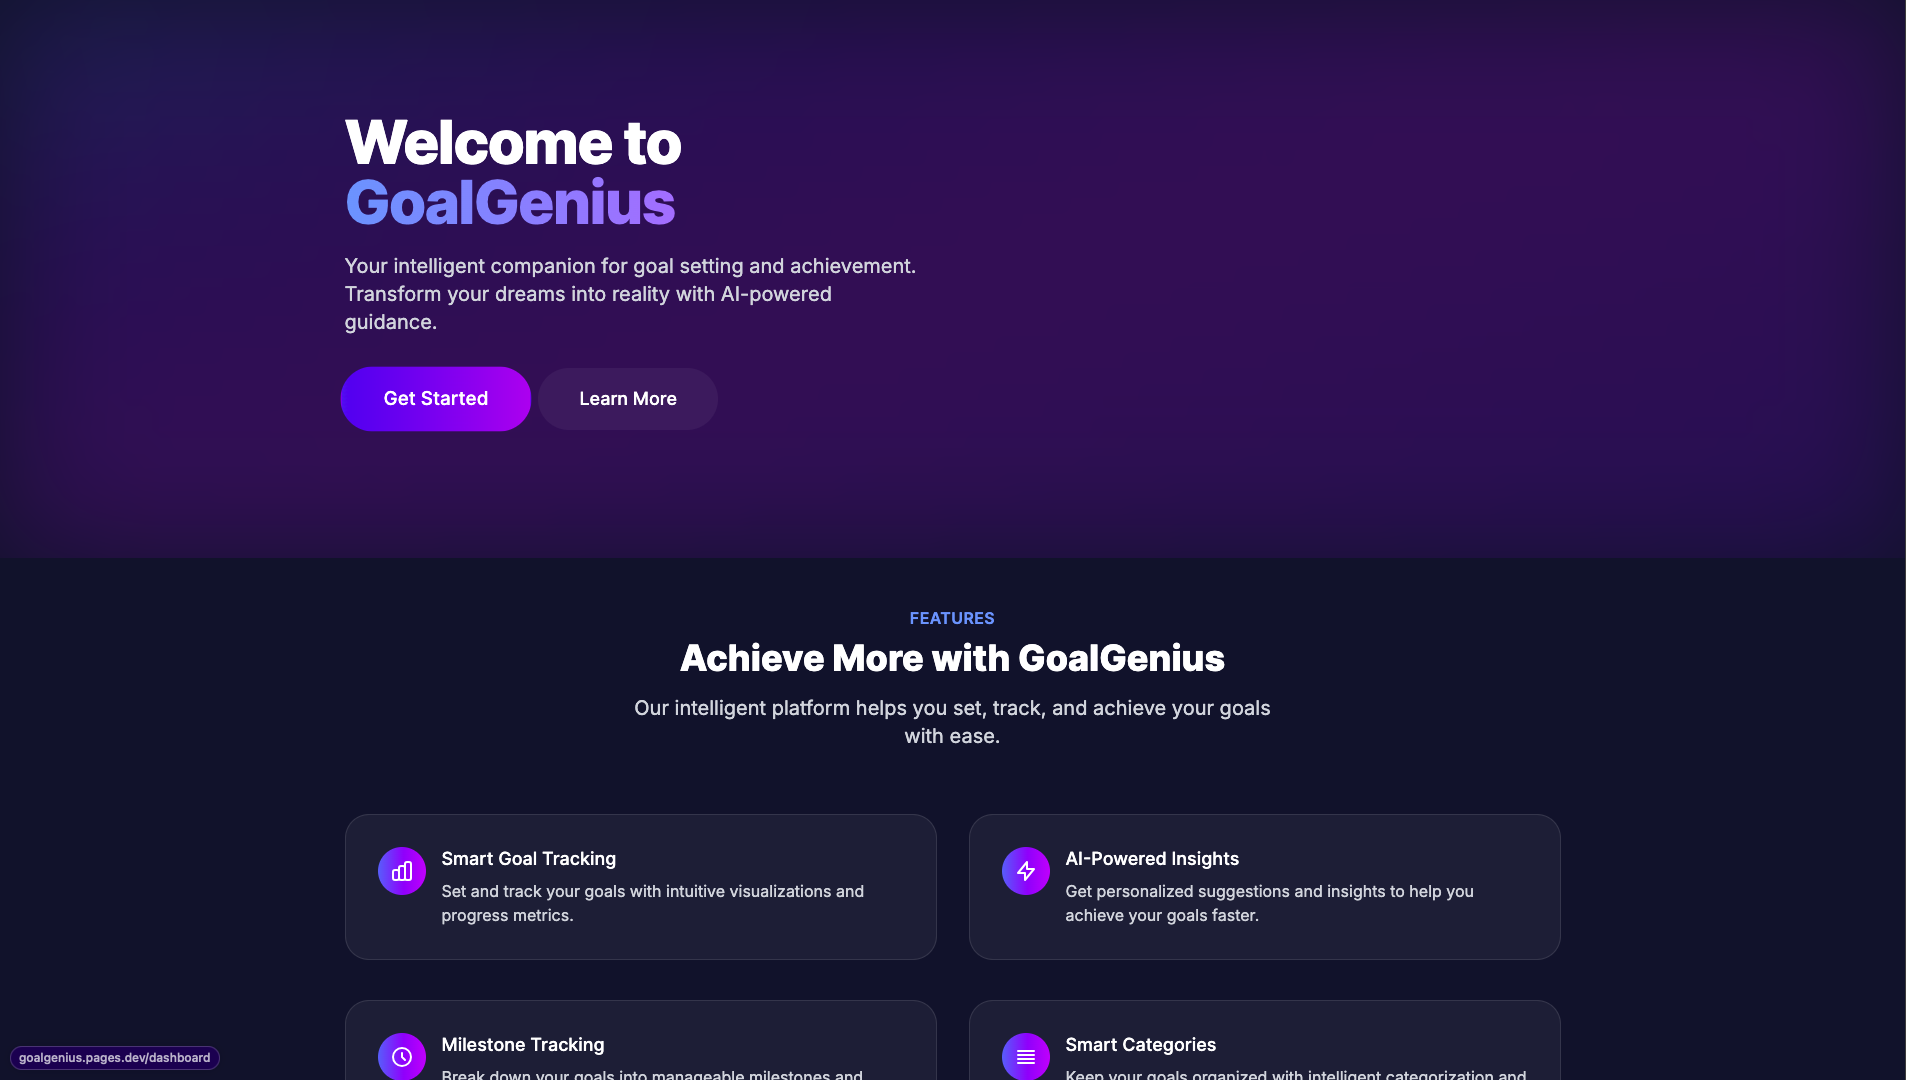 Welcome to
GoalGenius
Your intelligent companion for goal setting and achievement.
Transform your dreams into reality with AI-powered
guidance.
Get Started
Learn More
FEATURES
Achieve More with GoalGenius
Our intelligent platform helps you set, track, and achieve your goals
with ease.
Smart Goal Tracking
Set and track your goals with intuitive visualizations and
progress metrics.
AI-Powered Insights
Get personalized suggestions and insights to help you
achieve your goals faster.
Milestone Tracking
Break down your goals into manageable milestones and
Smart Categories
Keep your goals organized with intelligent categorization and
goalgenius.pages.dev/dashboard